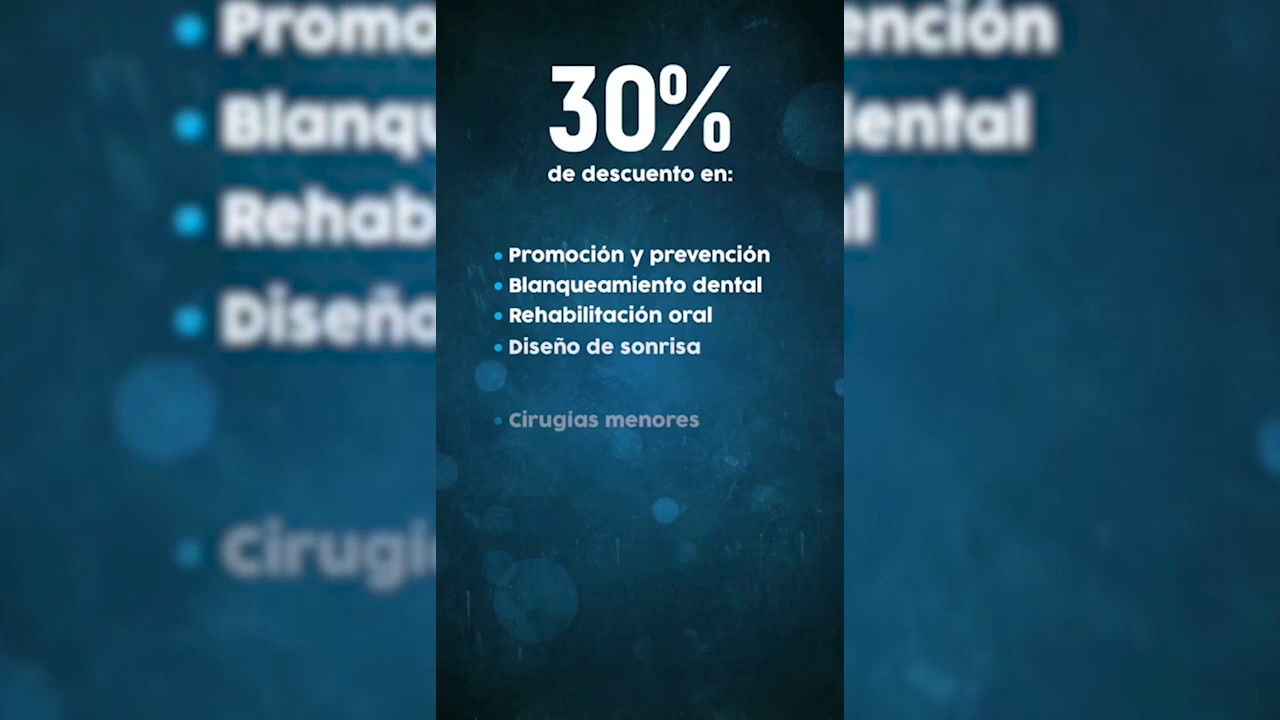 30%
de descuento en:
• Promoción y prevención
• Blanqueamiento dental
• Rehabilitación oral
• Diseño de sonrisa
• Cirugías menores